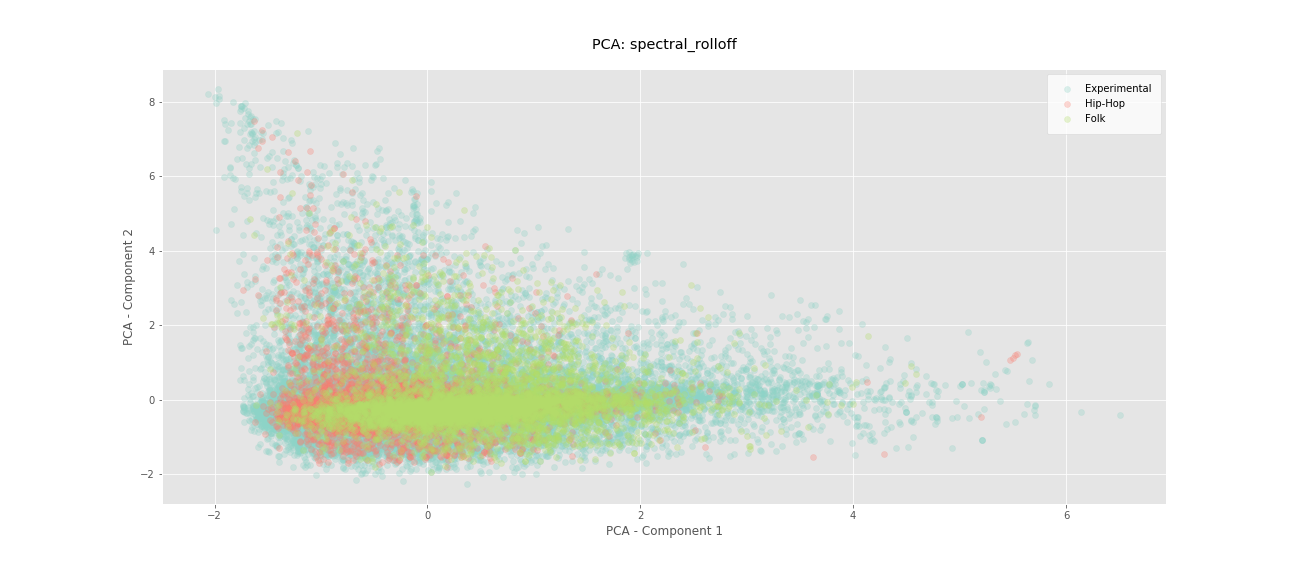 PCA: spectral_rolloff
Experimental
Hip-Hop
Folk
8
6
4
2
0
−2
PCA - Component 2
−2
0
2
4
6
PCA - Component 1